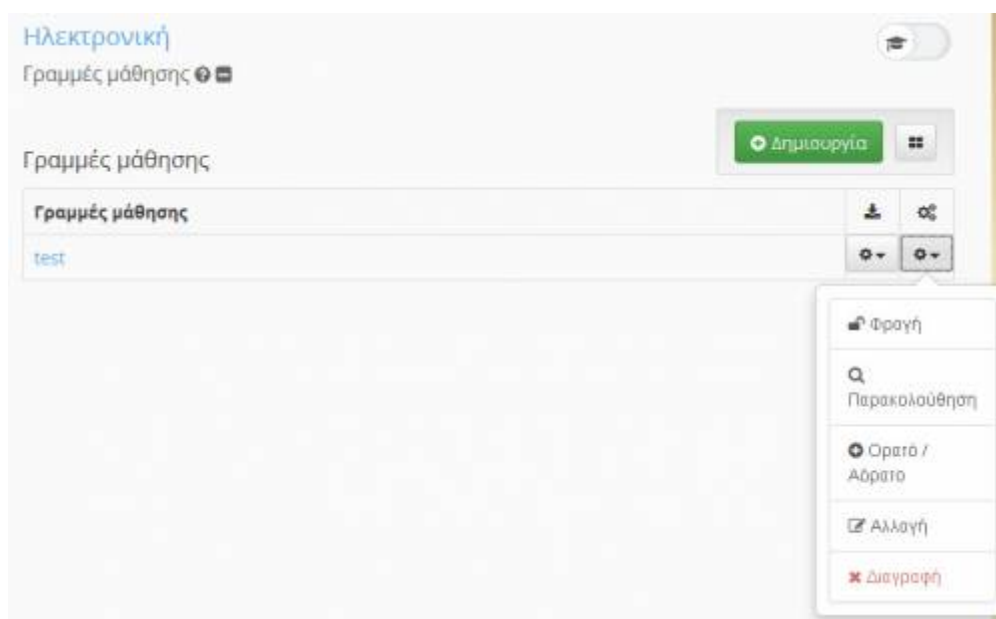 Ηλεκτρονική
Γραμμές μάθησης
Γραμμές μάθησης
Δημιουργία
Γραμμές μάθησης
test
Φραγή
Παρακολούθηση
Ορατό /
Αόρατο
Αλλαγή
Διαγραφή